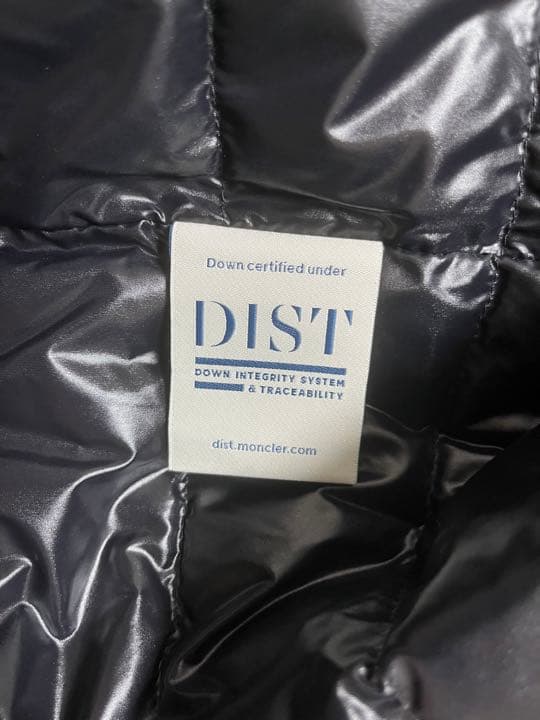 Down certified under
DIST
DOWN INTEGRITY SYSTEM
& TRACEABILITY
dist.moncler.com